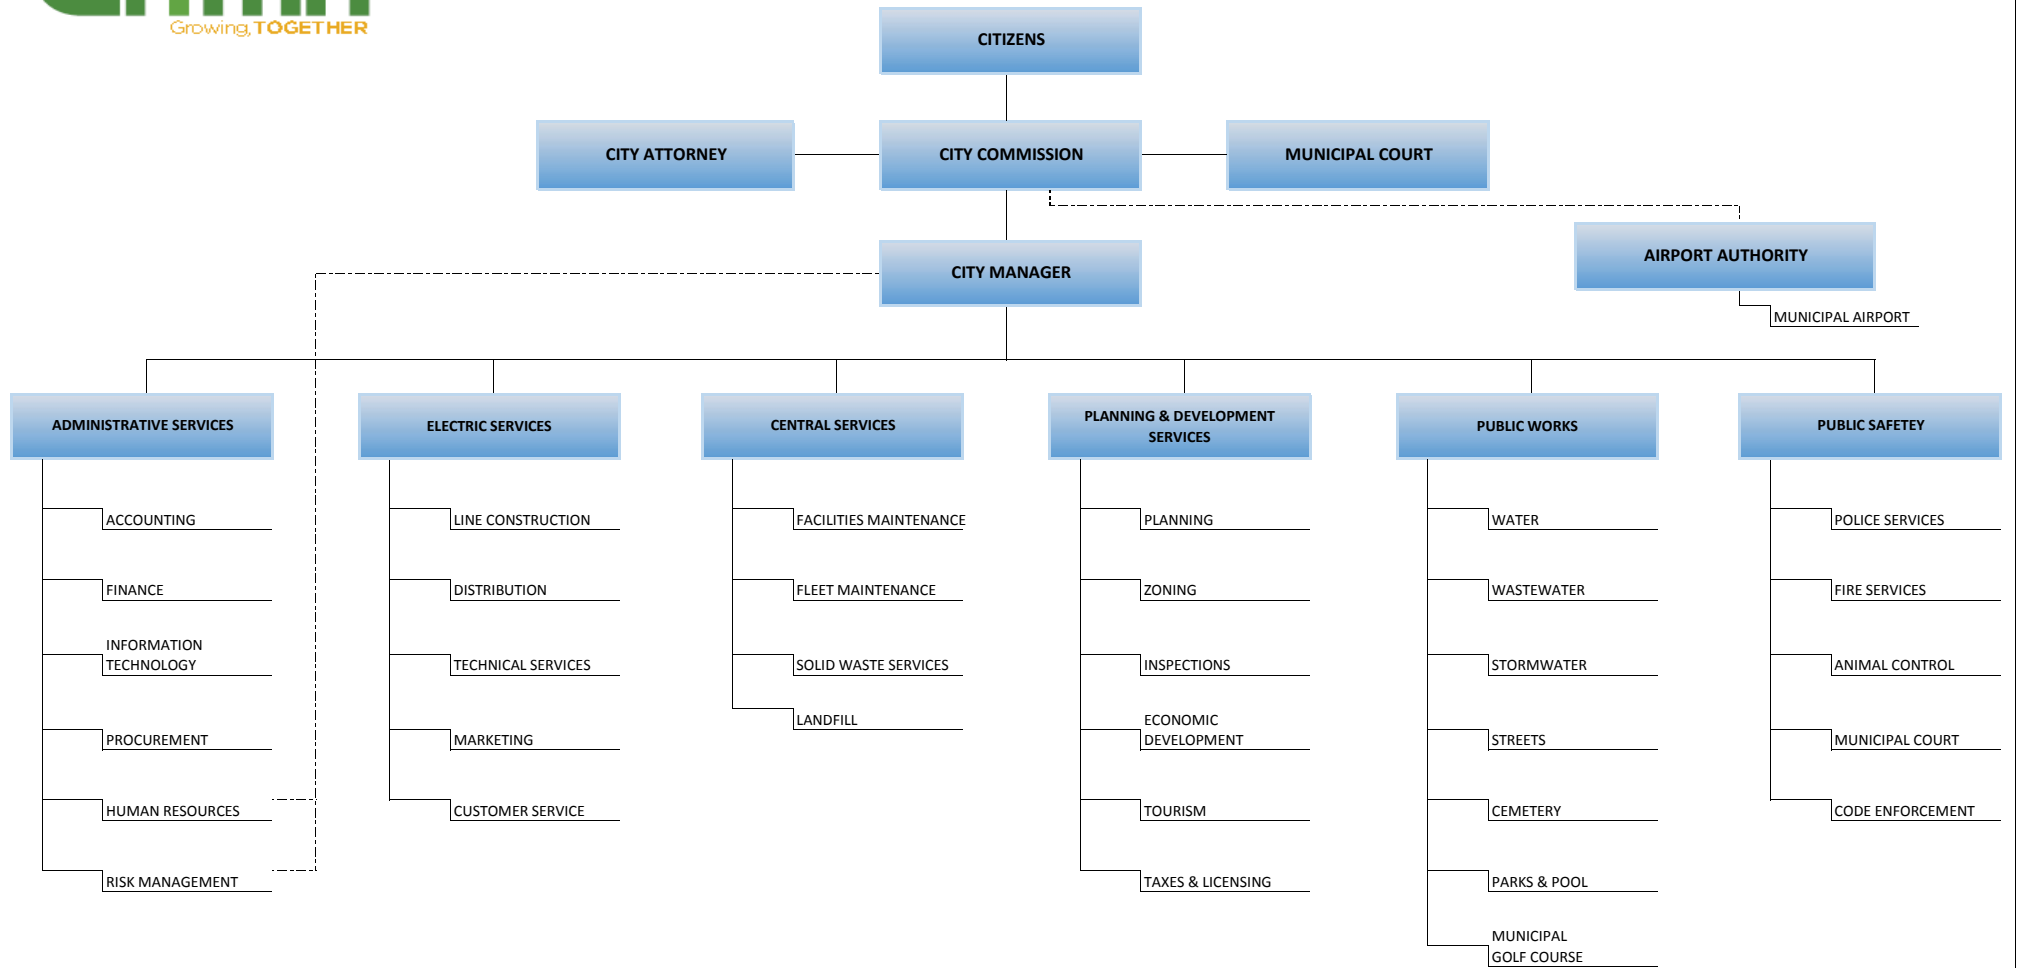 Growing, TOGETHER
CITIZENS
CITY ATTORNEY
CITY COMMISSION
MUNICIPAL COURT
CITY MANAGER
AIRPORT AUTHORITY
MUNICIPAL AIRPORT
ADMINISTRATIVE SERVICES
ACCOUNTING
FINANCE
INFORMATION
TECHNOLOGY
PROCUREMENT
HUMAN RESOURCES
RISK MANAGEMENT
ELECTRIC SERVICES
LINE CONSTRUCTION
DISTRIBUTION
TECHNICAL SERVICES
MARKETING
CUSTOMER SERVICE
CENTRAL SERVICES
FACILITIES MAINTENANCE
FLEET MAINTENANCE
SOLID WASTE SERVICES
LANDFILL
PLANNING & DEVELOPMENT
SERVICES
PLANNING
ZONING
INSPECTIONS
ECONOMIC
DEVELOPMENT
TOURISM
TAXES & LICENSING
PUBLIC WORKS
WATER
WASTEWATER
STORMWATER
STREETS
CEMETERY
PARKS & POOL
MUNICIPAL
GOLF COURSE
PUBLIC SAFETEY
POLICE SERVICES
FIRE SERVICES
ANIMAL CONTROL
MUNICIPAL COURT
CODE ENFORCEMENT